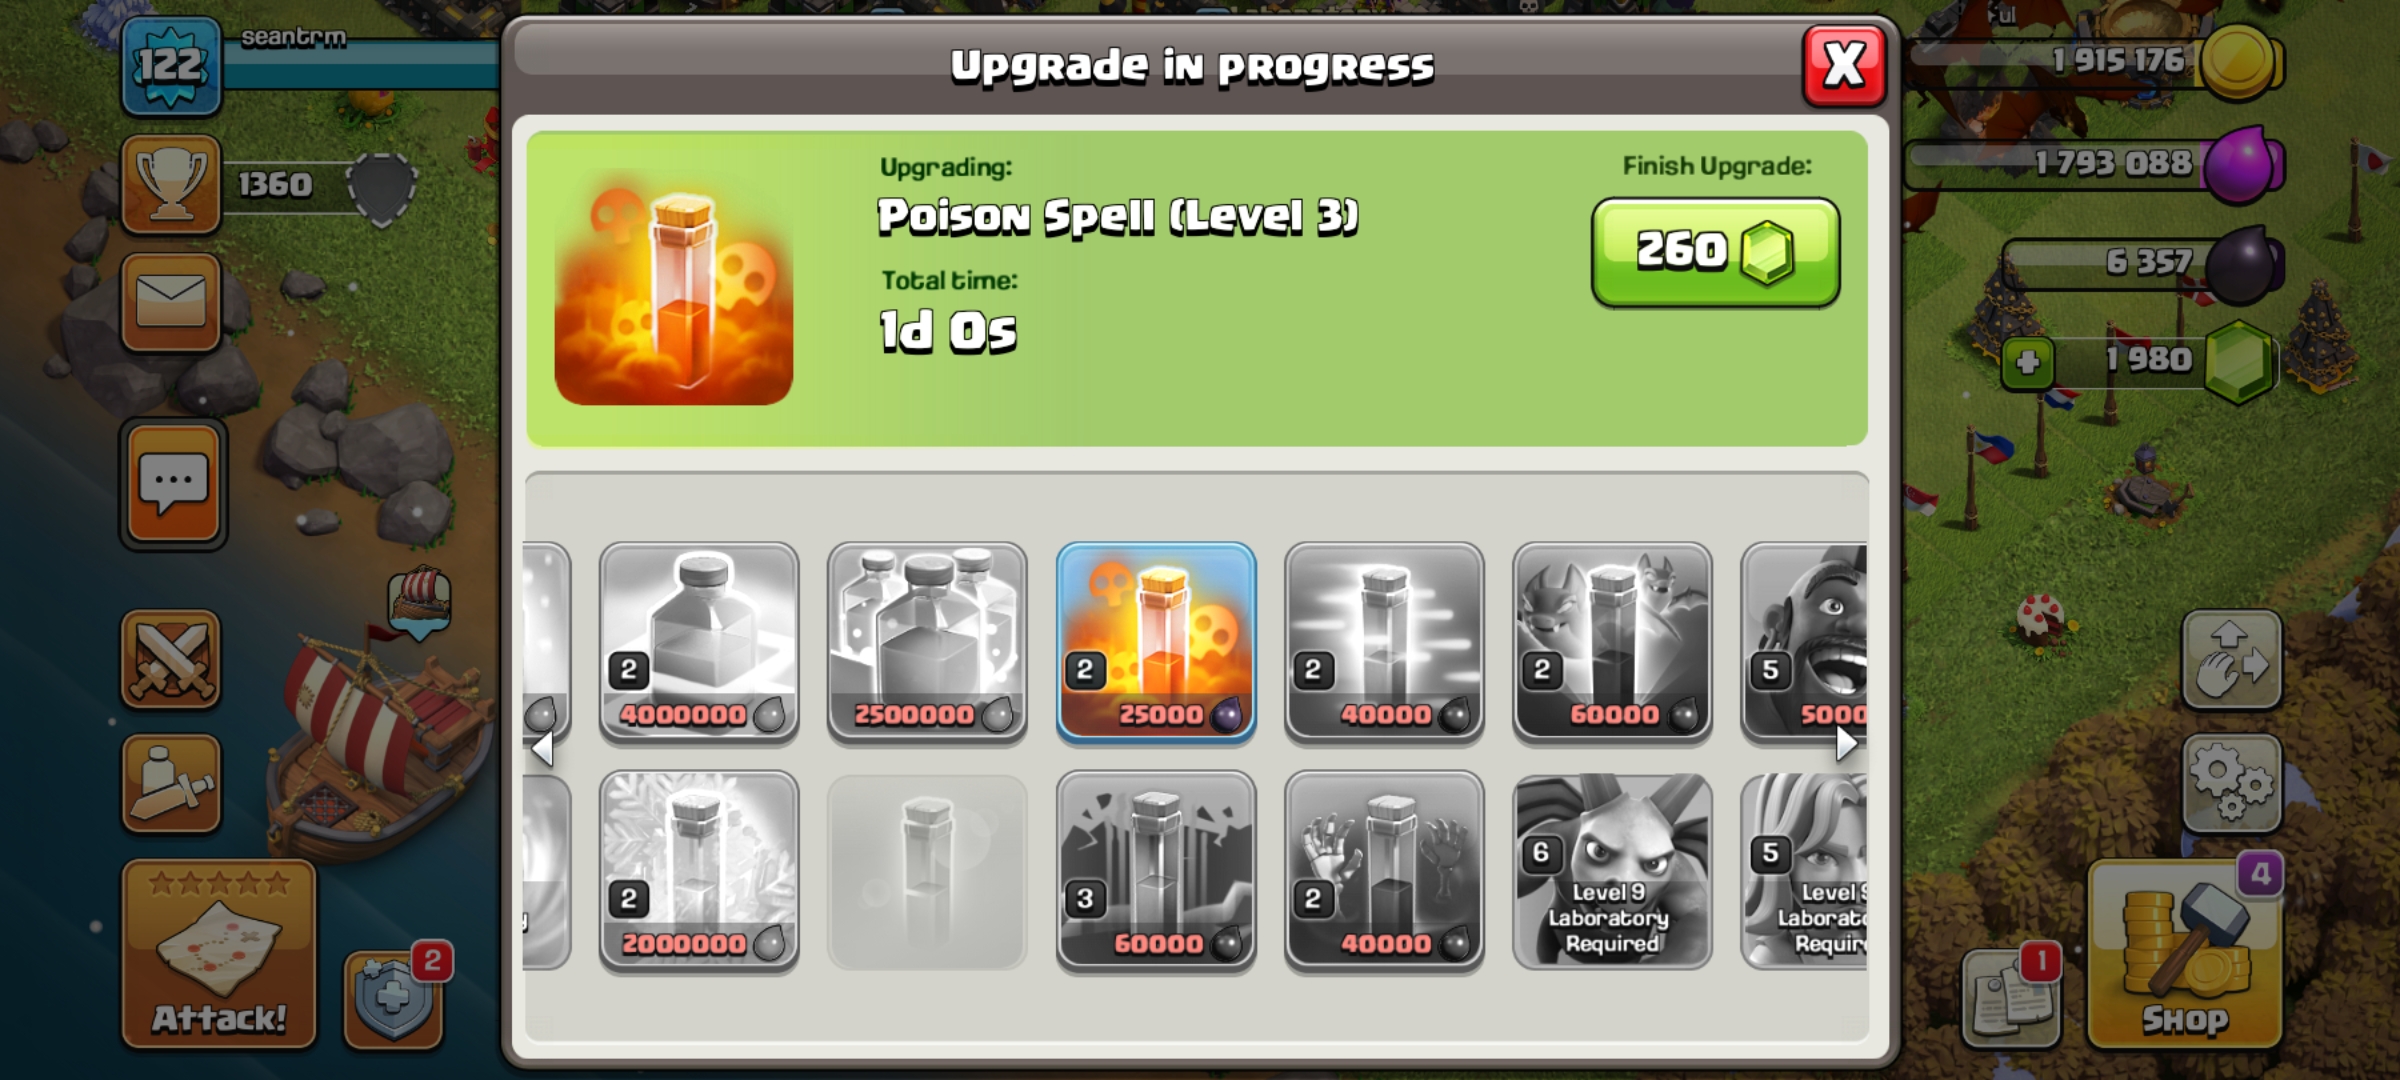 122
seantrm
Upgrade in progress
X
1 915 176
1360
Upgrading:
Poison Spell (Level 3)
Total time:
1d 0s
Finish Upgrade:
260
1 793 088
6 357
1 980
2
4000000
2500000
2
25000
2
40000
2
60000
5
2
2000000
3
60000
2
40000
6
Level 9
Laboratory
Required
5
Attack!
2
1
4
Shop